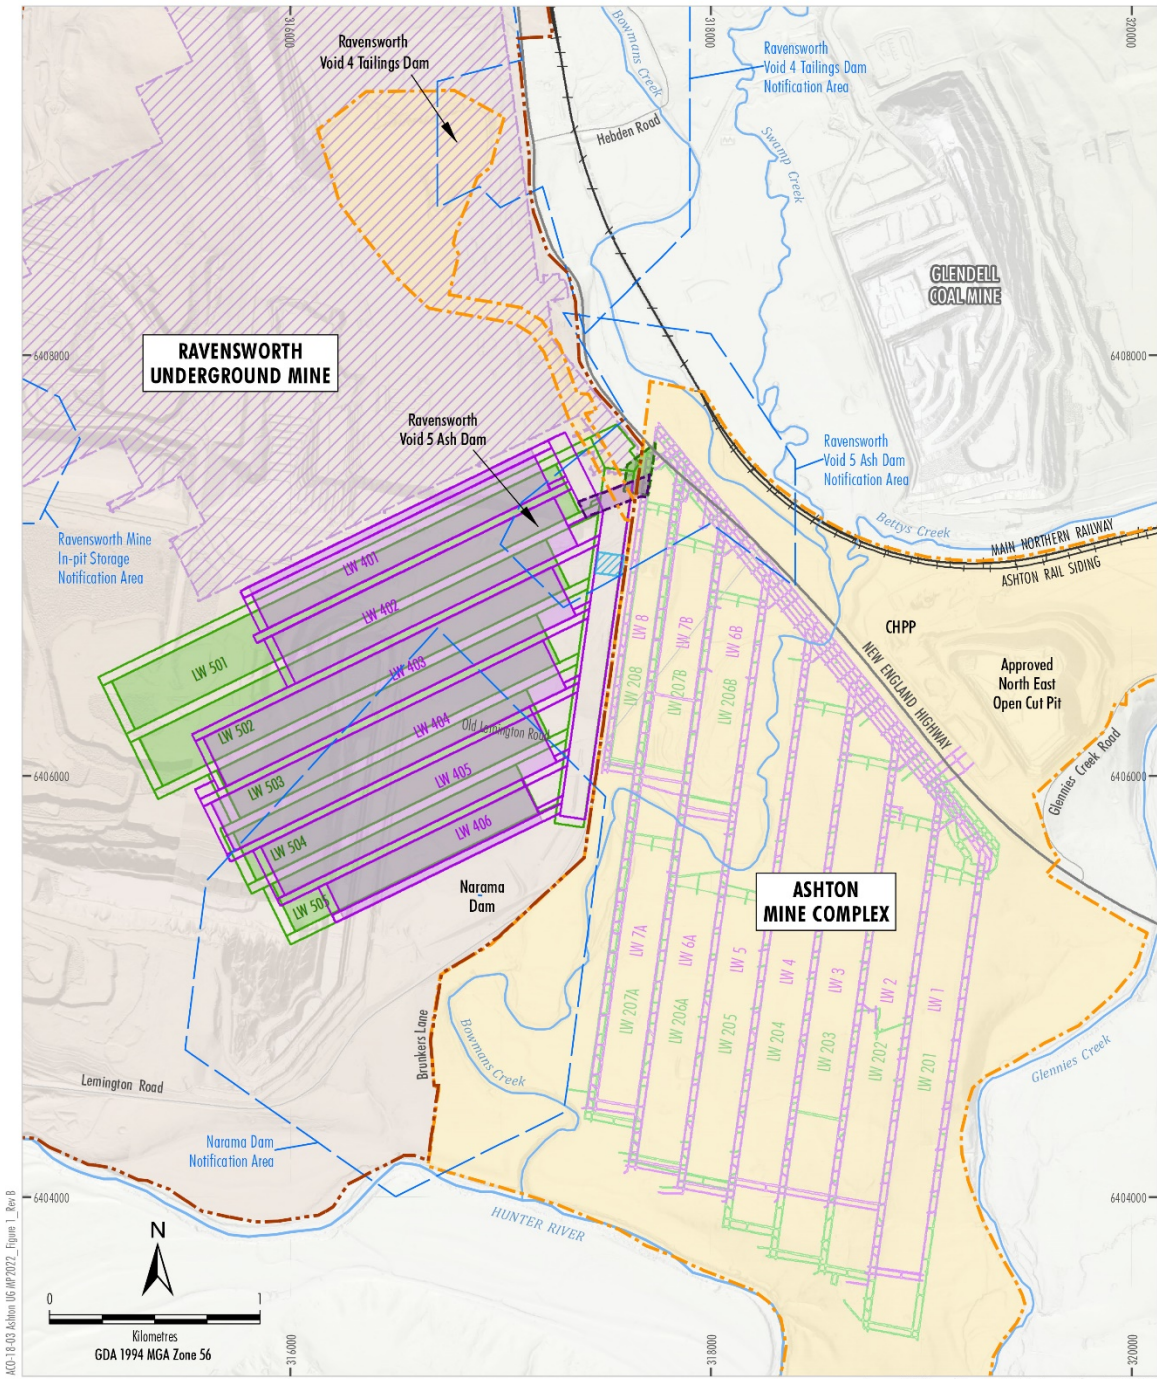 316000
318000
320000
Ravensworth
Void 4 Tailings Dam
Bowmans Creek
Ravensworth
Void 4 Tailings Dam
Notification Area
Hebden Road
Swamp Creek
GLENDELL
COAL MINE
6408000
6408000
RAVENSWORTH
UNDERGROUND MINE
Ravensworth
Void 5 Ash Dam
Ravensworth
Void 5 Ash Dam
Notification Area
Ravensworth Mine
In-pit Storage
Notification Area
Bettys Creek
MAIN NORTHERN RAILWAY
ASHTON RAIL SIDING
LW 401
LW 402
LW 403
LW 404
LW 405
LW 406
LW 501
LW 502
LW 503
LW 504
LW 505
Old Lemington Road
LW 8
LW 7B
LW 6B
LW 208
LW 207B
LW 206B
CHPP
NEW ENGLAND HIGHWAY
Approved
North East
Open Cut Pit
Glennies Creek Road
6406000
6406000
Narama
Dam
ASHTON
MINE COMPLEX
LW 7A
LW 6A
LW 5
LW 4
LW 3
LW 2
LW 1
LW 207A
LW 206A
LW 205
LW 204
LW 203
LW 202
LW 201
Brunkers Lane
Bowmans Creek
Glennies Creek
Lemington Road
Narama Dam
Notification Area
6404000
6404000
HUNTER RIVER
N
0
1
Kilometres
GDA 1994 MGA Zone 56
316000
318000
320000
ACO-18-03 Ashton UG MP2022_Figure 1_Rev B